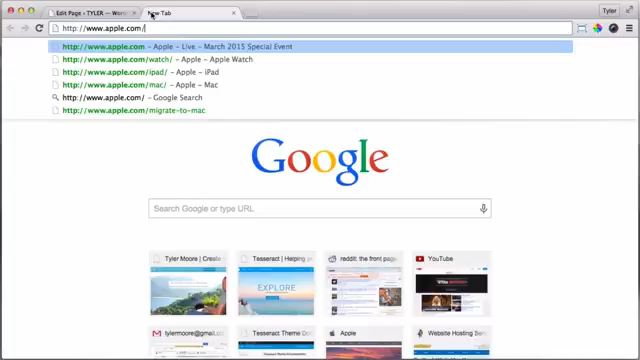 Edit Page ‹ TYLER — Word
New Tab
Tyler
http://www.apple.com/
http://www.apple.com – Apple - Live - March 2015 Special Event
http://www.apple.com/watch/ – Apple - Apple Watch
http://www.apple.com/ipad/ – Apple - iPad
http://www.apple.com/mac/ – Apple - Mac
http://www.apple.com/ – Google Search
http://www.apple.com/migrate-to-mac
Google
Search Google or type URL
Tyler Moore | Create
Tesseract | Helping p
reddit: the front pag
YouTube
EXPLORE
tylermoore@gmail.c
Tesseract Theme Do
Apple
Website Hosting Ser